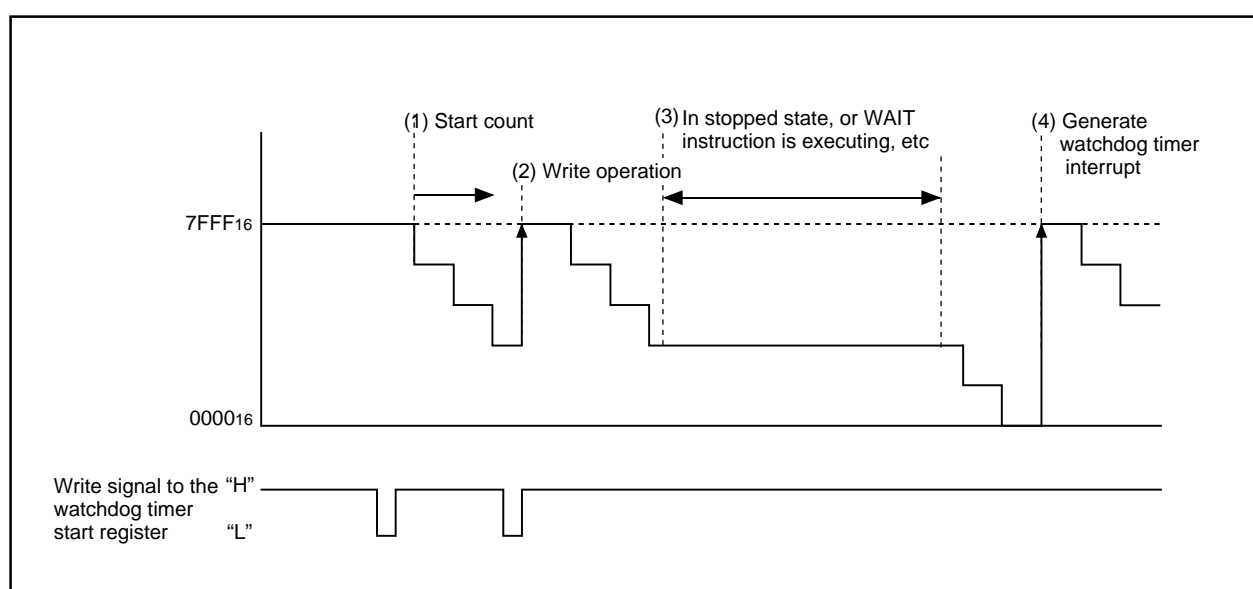 (1) Start count
(2) Write operation
(3) In stopped state, or WAIT
instruction is executing, etc
(4) Generate
watchdog timer
interrupt
7FFF16
000016
Write signal to the “H”
watchdog timer
start register “L”